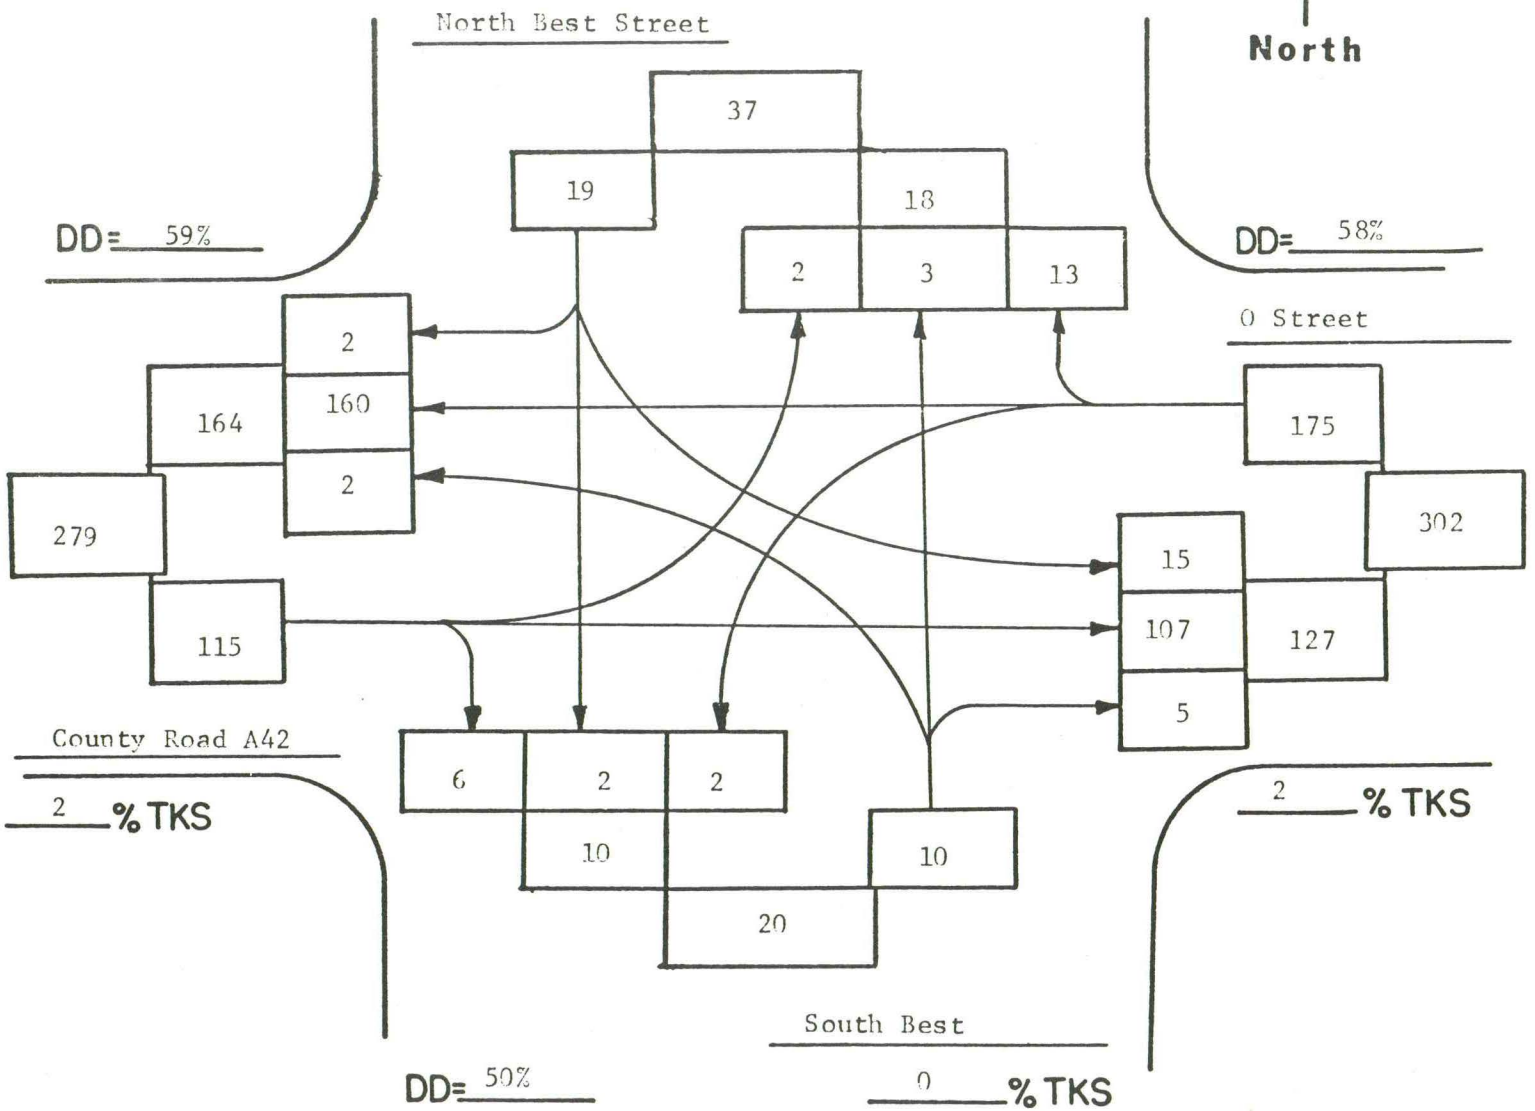 North Best Street
North
37
19
18
DD= 59%
DD= 58%
2 3 13
2
O Street
164 160
175
2
279
302
15
115
107 127
5
County Road A42
6 2 2
2 % TKS
2 % TKS
10
10
20
South Best
DD= 50%
0 % TKS